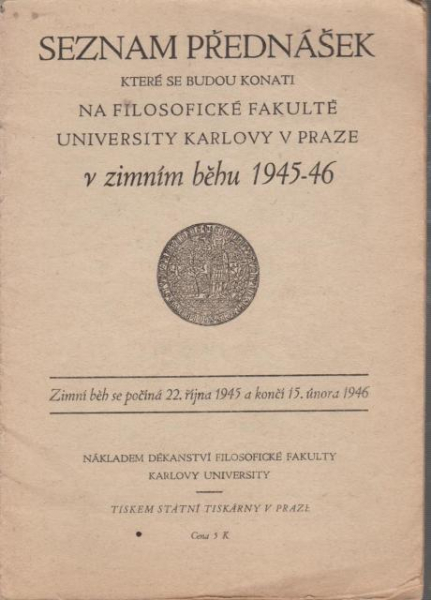 SEZNAM PŘEDNÁŠEK
KTERÉ SE BUDOU KONATI
NA FILOSOFICKÉ FAKULTĚ
UNIVERSITY KARLOVY V PRAZE
v zimním běhu 1945-46
Zimní běh se počíná 22. října 1945 a končí 15. února 1946
NÁKLADEM DĚKANSTVÍ FILOSOFICKÉ FAKULTY
KARLOVY UNIVERSITY
TISKEM STÁTNÍ TISKÁRNY V PRAZE
Cena 5 K